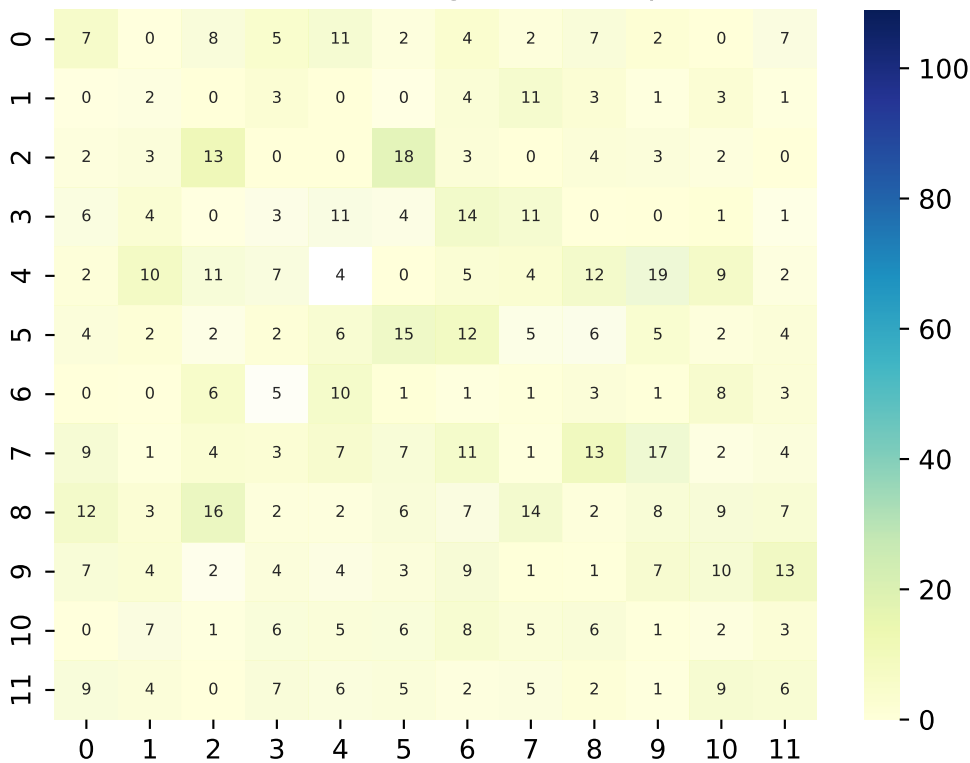 0 7 0 8 5 11 2 4 2 7 2 0 7
1 0 2 0 3 0 0 4 11 3 1 3 1
2 2 3 13 0 0 18 3 0 4 3 2 0
3 6 4 0 3 11 4 14 11 0 0 1 1
4 2 10 11 7 4 0 5 4 12 19 9 2
5 4 2 2 2 6 15 12 5 6 5 2 4
6 0 0 6 5 10 1 1 1 3 1 8 3
7 9 1 4 3 7 7 11 1 13 17 2 4
8 12 3 16 2 2 6 7 14 2 8 9 7
9 7 4 2 4 4 3 9 1 1 7 10 13
10 0 7 1 6 5 6 8 5 6 1 2 3
11 9 4 0 7 6 5 2 5 2 1 9 6
0 1 2 3 4 5 6 7 8 9 10 11
100
80
60
40
20
0